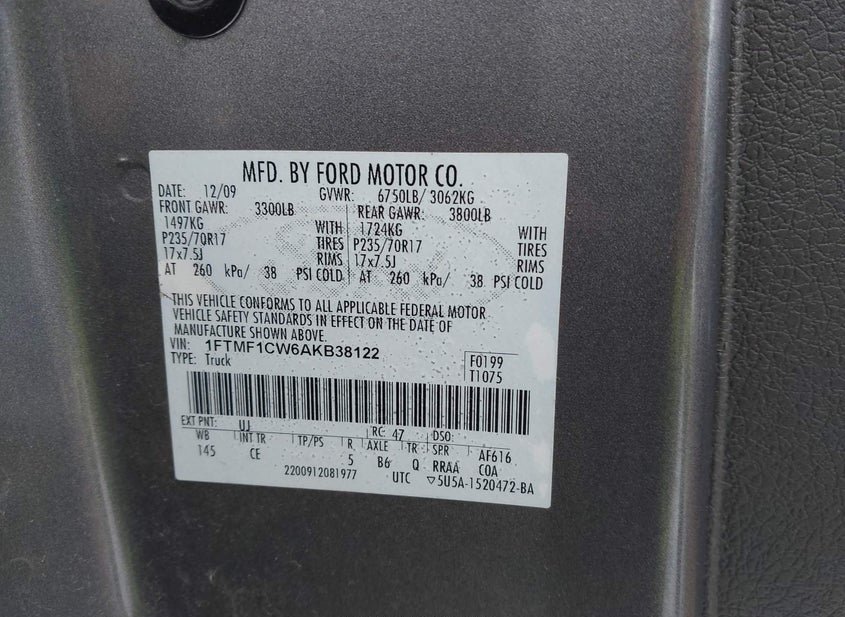 MFD. BY FORD MOTOR CO.
DATE: 12/09 GVWR: 6750LB/ 3062KG
FRONT GAWR: 3300LB REAR GAWR: 3800LB
1497KG WITH 1724KG WITH
P235/70R17 TIRES P235/70R17 TIRES
17x7.5J RIMS 17x7.5J RIMS
AT 260 kPa/ 38 PSI COLD AT 260 kPa/ 38 PSI COLD
THIS VEHICLE CONFORMS TO ALL APPLICABLE FEDERAL MOTOR
VEHICLE SAFETY STANDARDS IN EFFECT ON THE DATE OF
MANUFACTURE SHOWN ABOVE.
VIN: 1FTMF1CW6AKB38122
TYPE: Truck
F0199
T1075
EXT PNT: UJ RC: 47 DSO:
WB INT TR TP/PS R AXLE TR SPR AF616
145 CE 5 B6 Q RRAA COA
2200912081977 UTC ▽5U5A-1520472-BA